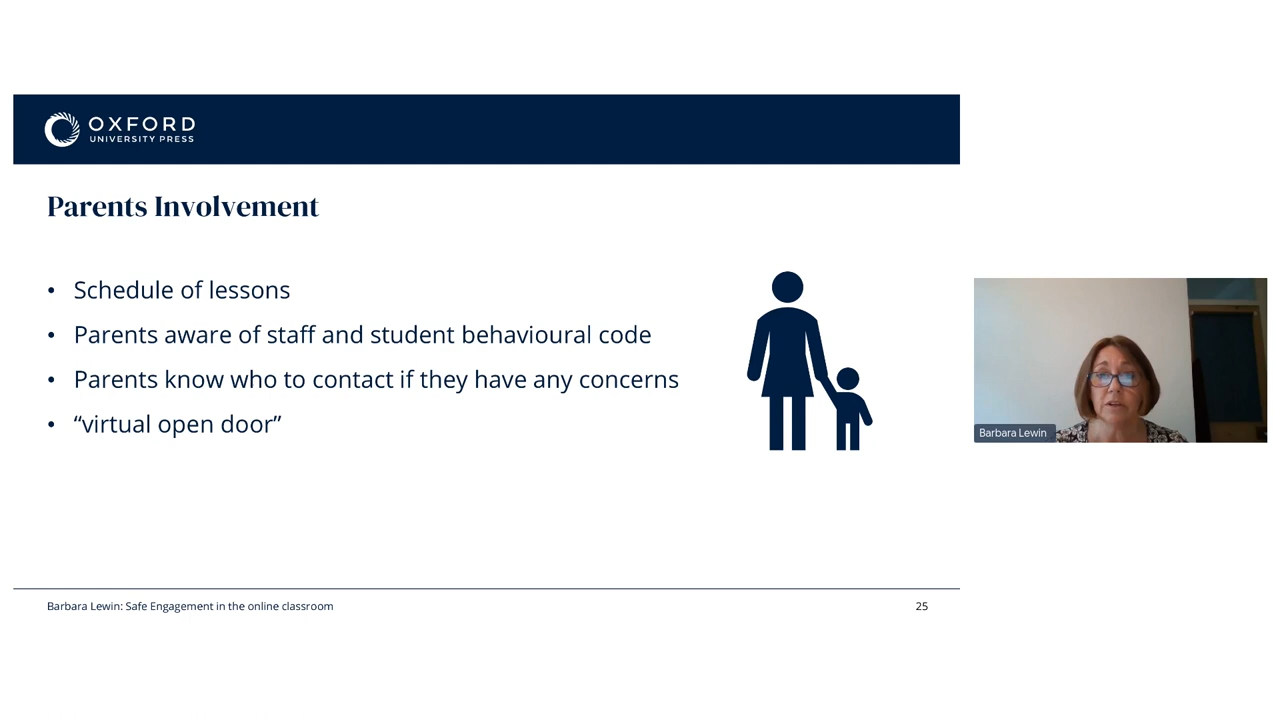 OXFORD
UNIVERSITY PRESS
Parents Involvement
• Schedule of lessons
• Parents aware of staff and student behavioural code
• Parents know who to contact if they have any concerns
• “virtual open door”
Barbara Lewin
Barbara Lewin: Safe Engagement in the online classroom
25